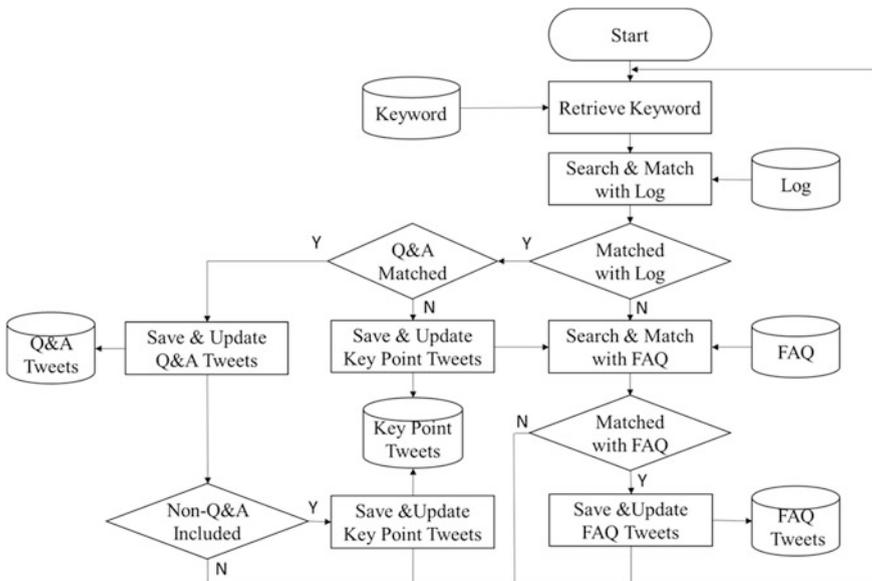 Start
Keyword
Retrieve Keyword
Search & Match
with Log
Log
Y
Q&A
Matched
Y
Matched
with Log
N
N
Q&A
Tweets
Save & Update
Q&A Tweets
Save & Update
Key Point Tweets
Search & Match
with FAQ
FAQ
Key Point
Tweets
N
Matched
with FAQ
Y
Non-Q&A
Included
Y
Save &Update
Key Point Tweets
Save &Update
FAQ Tweets
FAQ
Tweets
N